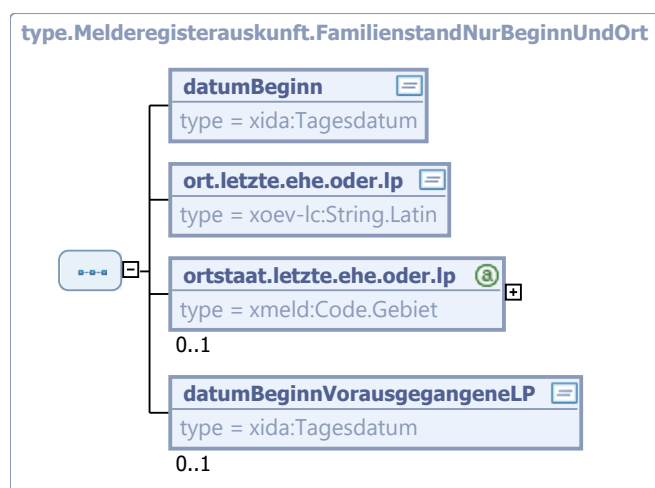 type.Melderegisterauskunft.FamilienstandNurBeginnUndOrt
datumBeginn
type = xida:Tagesdatum
ort.letzte.ehe.oder.lp
type = xoev-lc:String.Latin
ortstaat.letzte.ehe.oder.lp
type = xmeld:Code.Gebiet
0..1
datumBeginnVorausgegangeneLP
type = xida:Tagesdatum
0..1